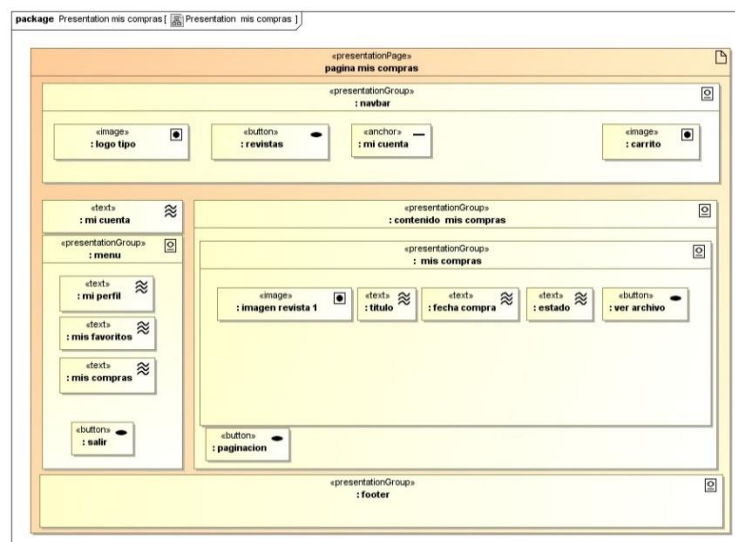 package Presentation mis compras [ Presentation mis compras ]
«presentationPage»
pagina mis compras
«presentationGroup»
: navbar
«image»
: logo tipo
«button»
: revistas
«anchor»
: mi cuenta
«image»
: carrito
«text»
: mi cuenta
«presentationGroup»
: menu
«text»
: mi perfil
«text»
: mis favoritos
«text»
: mis compras
«button»
: salir
«presentationGroup»
: contenido mis compras
«presentationGroup»
: mis compras
«image»
: imagen revista 1
«text»
: titulo
«text»
: fecha compra
«text»
: estado
«button»
: ver archivo
«button»
: paginacion
«presentationGroup»
: footer